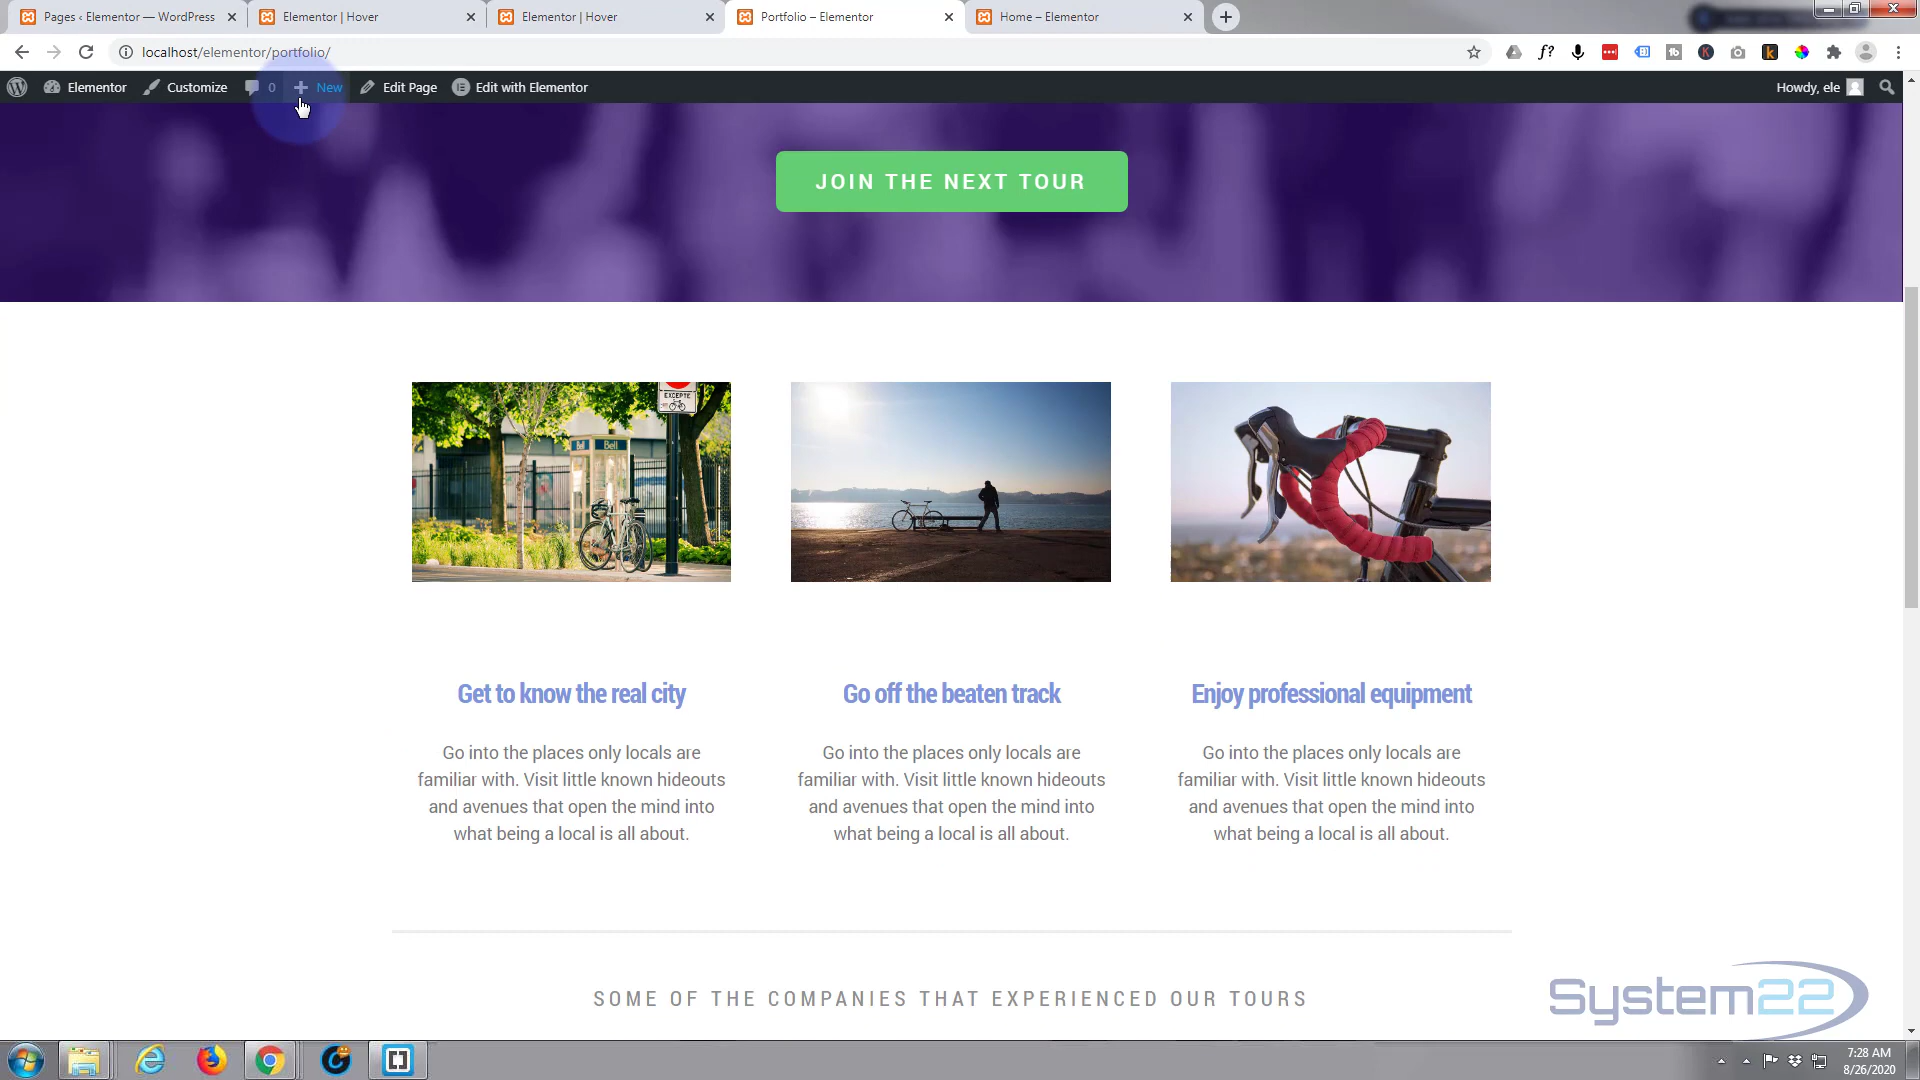 Pages ‹ Elementor — WordPress
Elementor | Hover
Elementor | Hover
Portfolio – Elementor
Home – Elementor
localhost/elementor/portfolio/
Elementor
Customize
0
New
Edit Page
Edit with Elementor
Howdy, ele
JOIN THE NEXT TOUR
EXCEPTE
Bell
Bell
Get to know the real city
Go into the places only locals are
familiar with. Visit little known hideouts
and avenues that open the mind into
what being a local is all about.
Go off the beaten track
Go into the places only locals are
familiar with. Visit little known hideouts
and avenues that open the mind into
what being a local is all about.
Enjoy professional equipment
Go into the places only locals are
familiar with. Visit little known hideouts
and avenues that open the mind into
what being a local is all about.
SOME OF THE COMPANIES THAT EXPERIENCED OUR TOURS
System22
7:28 AM
8/26/2020